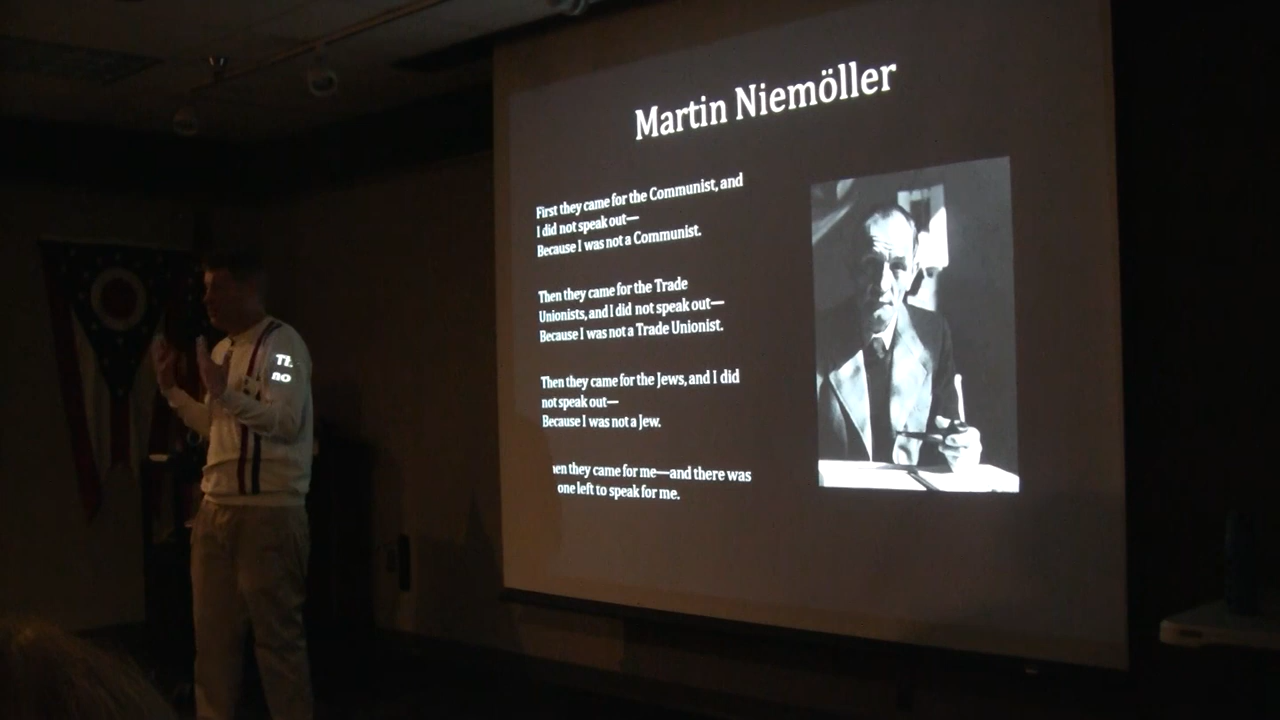 Martin Niemöller
First they came for the Communist, and
I did not speak out—
Because I was not a Communist.
Then they came for the Trade
Unionists, and I did not speak out—
Because I was not a Trade Unionist.
Then they came for the Jews, and I did
not speak out—
Because I was not a Jew.
Th
en they came for me—and there was
no
one left to speak for me.